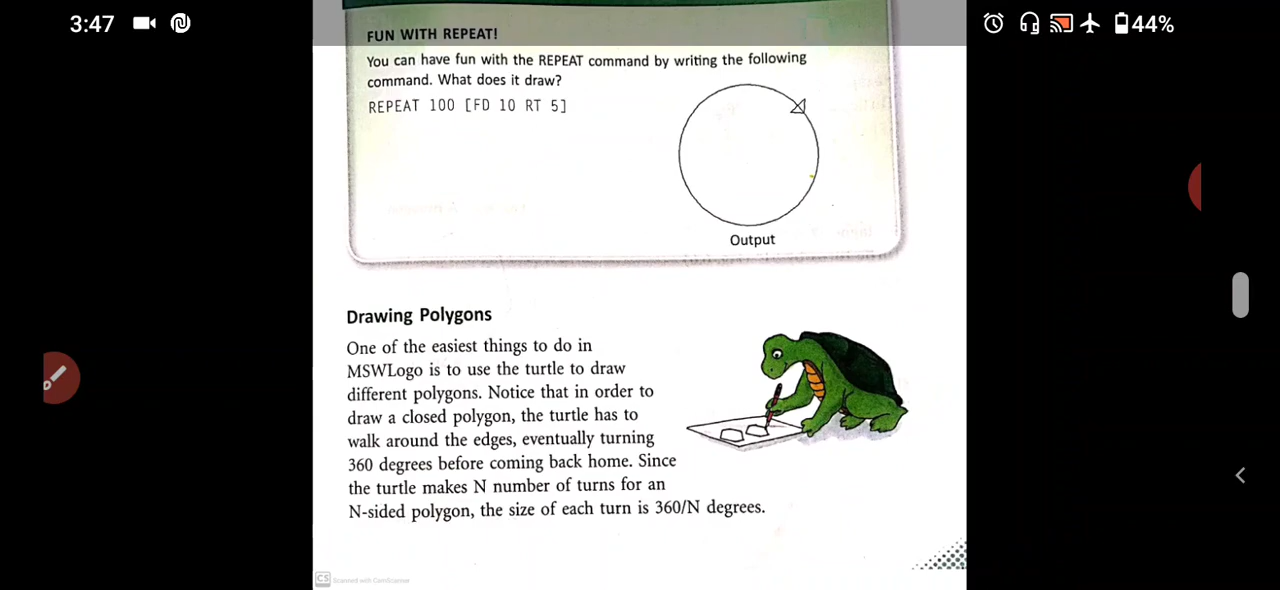 3:47
44%
FUN WITH REPEAT!
You can have fun with the REPEAT command by writing the following
command. What does it draw?
REPEAT 100 [FD 10 RT 5]
Output
Drawing Polygons
One of the easiest things to do in
MSWLogo is to use the turtle to draw
different polygons. Notice that in order to
draw a closed polygon, the turtle has to
walk around the edges, eventually turning
360 degrees before coming back home. Since
the turtle makes N number of turns for an
N-sided polygon, the size of each turn is 360/N degrees.
CS Scanned with CamScanner